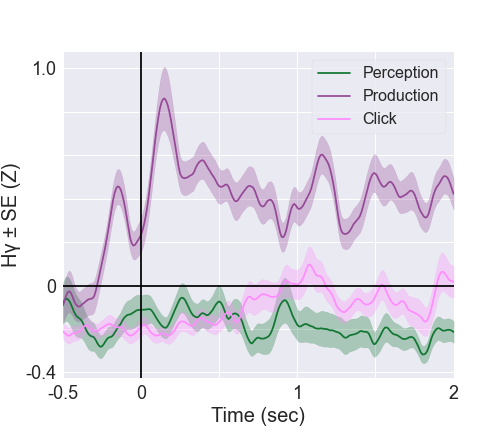 Hγ ± SE (Z)
1.0
0
-0.4
Perception
Production
Click
-0.5 0 1 2
Time (sec)